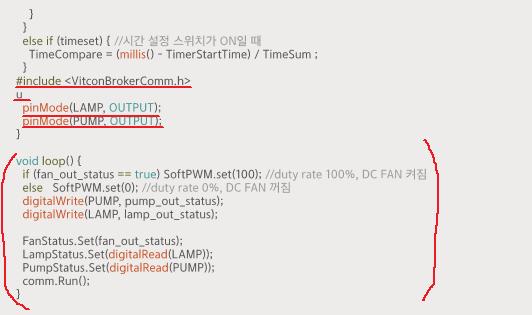 }
}
else if (timeset) { //시간 설정 스위치가 ON일 때
TimeCompare = (millis() - TimerStartTime) / TimeSum ;
}
#include <VitconBrokerComm.h>
u
pinMode(LAMP, OUTPUT);
pinMode(PUMP, OUTPUT);
}
void loop() {
if (fan_out_status == true) SoftPWM.set(100); //duty rate 100%, DC FAN 켜짐
else SoftPWM.set(0); //duty rate 0%, DC FAN 꺼짐
digitalWrite(PUMP, pump_out_status);
digitalWrite(LAMP, lamp_out_status);
FanStatus.Set(fan_out_status);
LampStatus.Set(digitalRead(LAMP));
PumpStatus.Set(digitalRead(PUMP));
comm.Run();
}